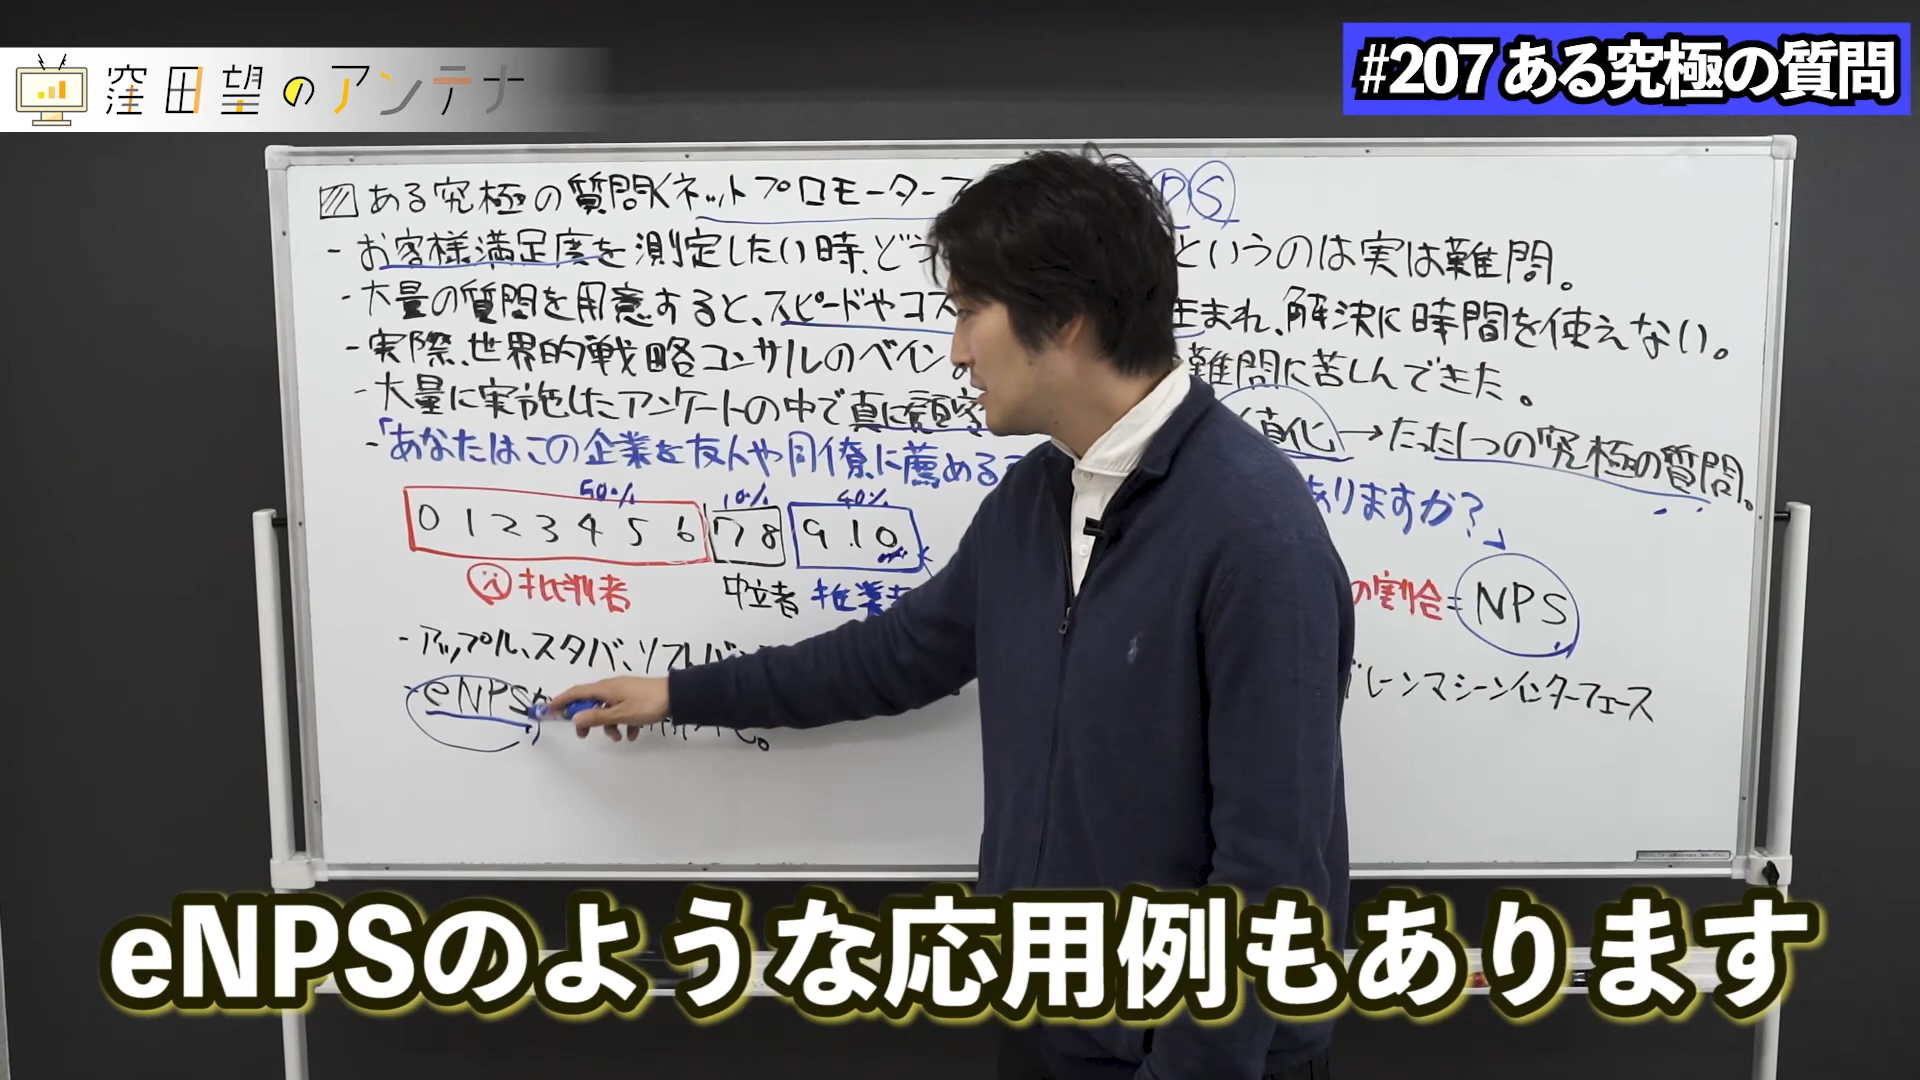 窪田望のアンテナ
#207 ある究極の質問
ある究極の質問(ネットプロモーター PS
- お客様満足度を測定したい時、どう というのは実は難問。
- 大量の質問を用意すると、スピードやコス 生まれ、解決に時間を使えない。
- 実際、世界的戦略コンサルのベイン 難問に苦しんできた。
- 大量に実施したアンケートの中で真に顧客 値化 → たった1つの究極の質問。
- 「あなたはこの企業を友人や同僚に薦める ありますか?」
50% 10% 40%
0 1 2 3 4 5 6 7 8 9 10
批判者 中立者 推薦者 の割合 = NPS
- アップル、スタバ、ソフトバン
- eNPS ブレーンマシーンインターフェース
eNPSのような応用例もあります